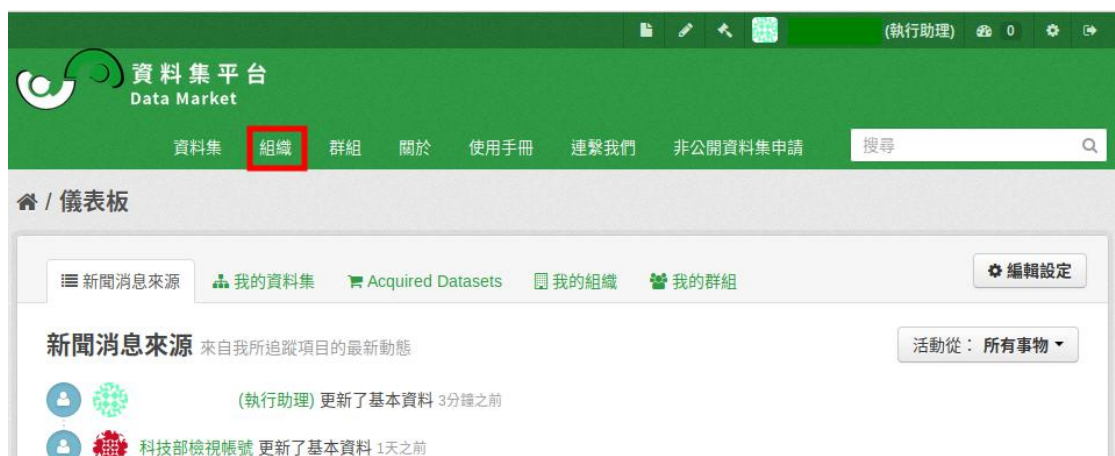 (執行助理) 0
資料集平台
Data Market
資料集 組織 群組 關於 使用手冊 連繫我們 非公開資料集申請 搜尋
/ 儀表板
新聞消息來源 我的資料集 Acquired Datasets 我的組織 我的群組 編輯設定
新聞消息來源 來自我所追蹤項目的最新動態 活動從： 所有事物
(執行助理) 更新了基本資料 3分鐘之前
科技部檢視帳號 更新了基本資料 1天之前